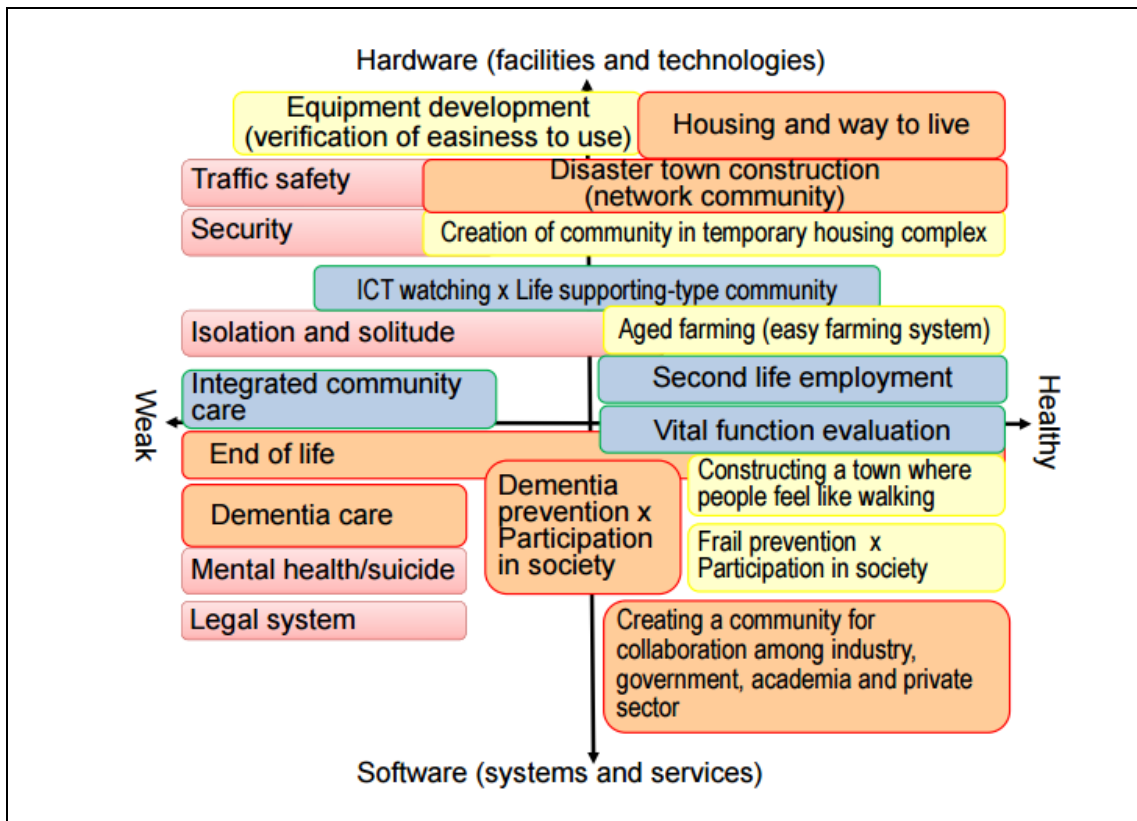 Hardware (facilities and technologies)
Equipment development
(verification of easiness to use)
Housing and way to live
Traffic safety
Disaster town construction
(network community)
Security
Creation of community in temporary housing complex
ICT watching x Life supporting-type community
Isolation and solitude
Aged farming (easy farming system)
Integrated community
care
Second life employment
Weak
Healthy
Vital function evaluation
End of life
Constructing a town where
people feel like walking
Dementia
prevention x
Participation
in society
Dementia care
Frail prevention x
Participation in society
Mental health/suicide
Legal system
Creating a community for
collaboration among industry,
government, academia and private
sector
Software (systems and services)